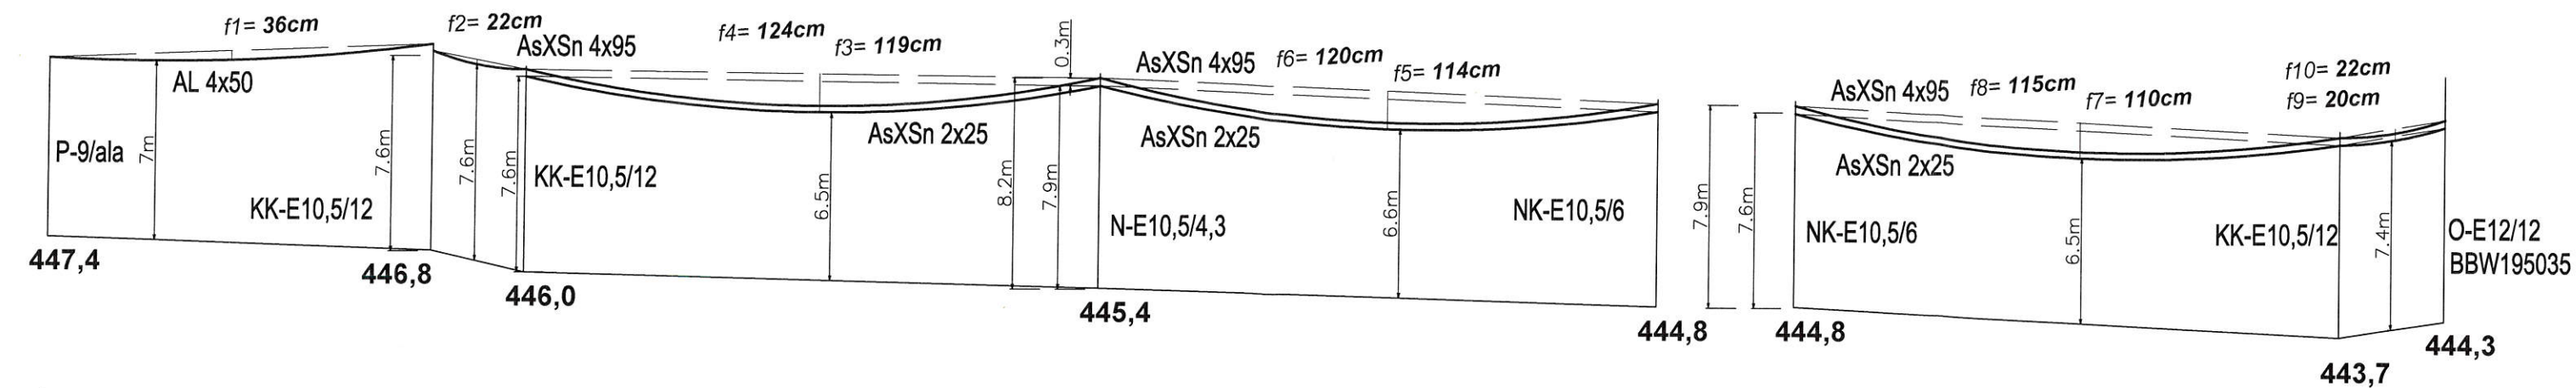 f1= 36cm
AL 4x50
P-9/ala
7m
KK-E10,5/12
7.6m
447,4
446,8
f2= 22cm
AsXSn 4x95
7.6m
7.6m
KK-E10,5/12
446,0
f4= 124cm
f3= 119cm
0.3m
AsXSn 2x25
6.5m
8.2m
7.9m
445,4
AsXSn 4x95
f6= 120cm
f5= 114cm
AsXSn 2x25
N-E10,5/4,3
6.6m
NK-E10,5/6
444,8
7.9m
7.6m
AsXSn 4x95
f8= 115cm
f7= 110cm
AsXSn 2x25
NK-E10,5/6
444,8
6.5m
KK-E10,5/12
443,7
f10= 22cm
f9= 20cm
7.4m
O-E12/12
BBW195035
444,3